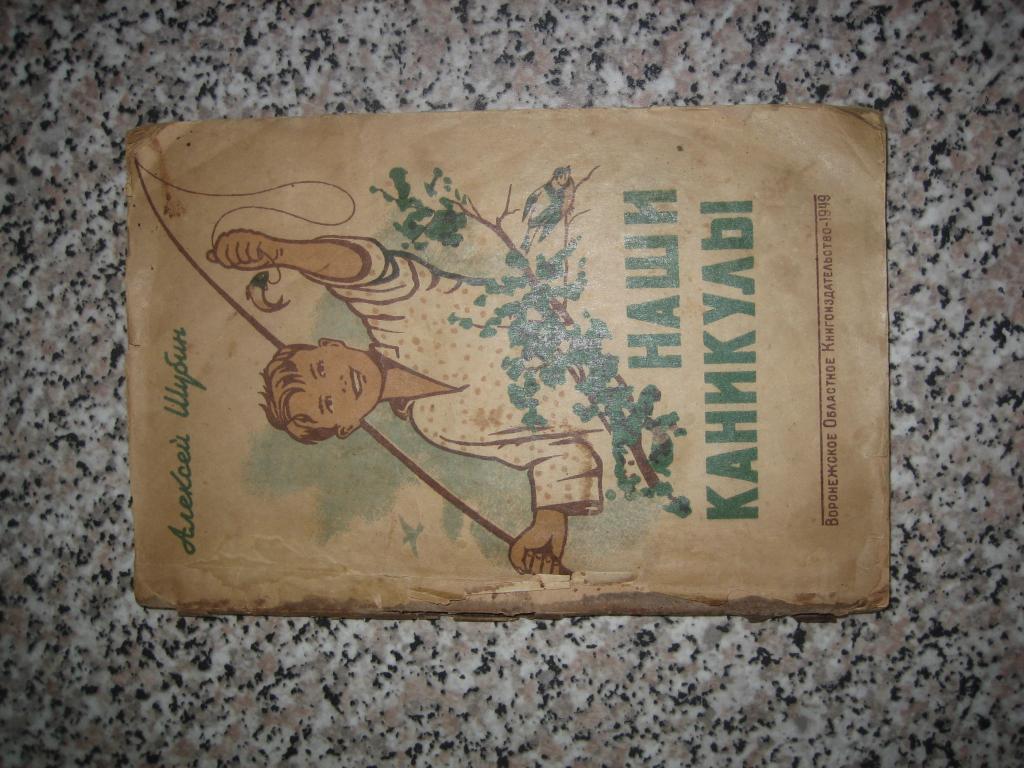 Алексей Шубин
НАШИ
КАНИКУЛЫ
ВОРОНЕЖСКОЕ ОБЛАСТНОЕ КНИГОИЗДАТЕЛЬСТВО-1949